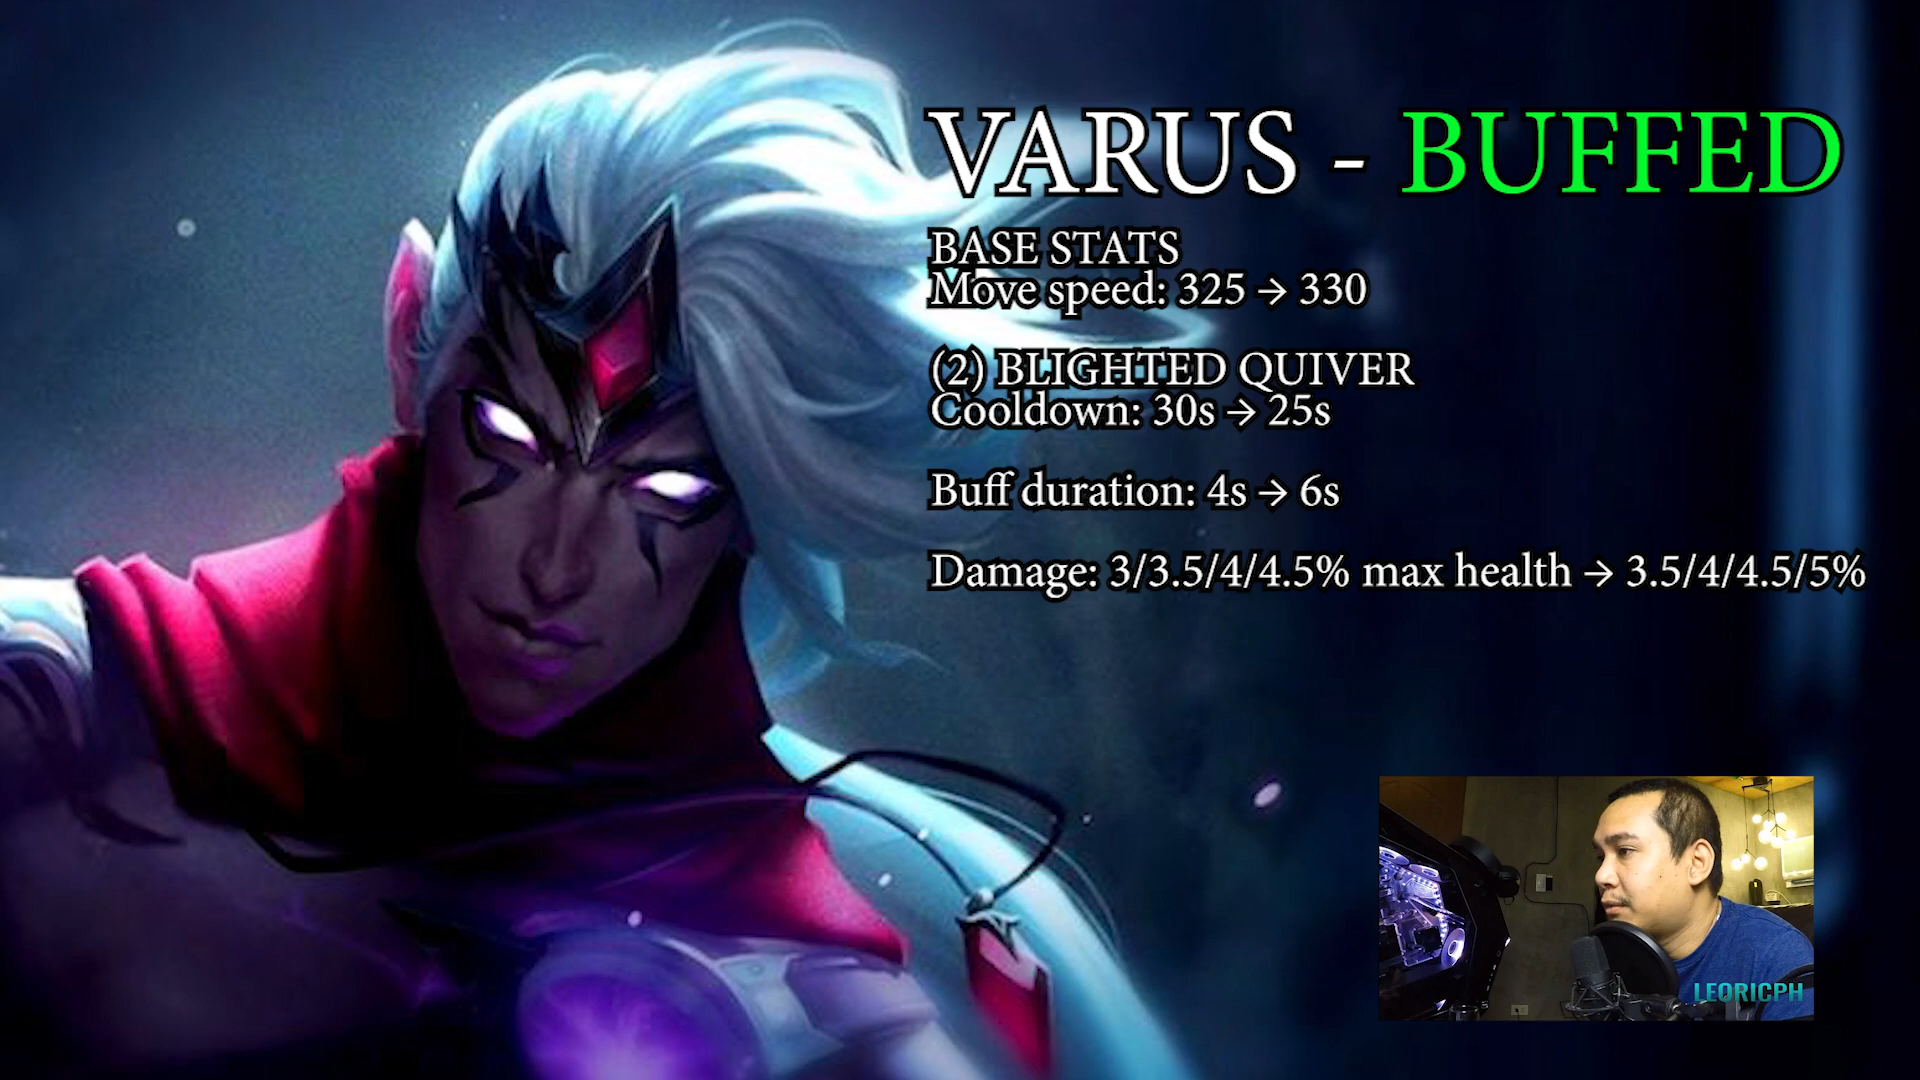 VARUS - BUFFED
BASE STATS
Move speed: 325 → 330
(2) BLIGHTED QUIVER
Cooldown: 30s → 25s
Buff duration: 4s → 6s
Damage: 3/3.5/4/4.5% max health → 3.5/4/4.5/5%
LEORICPH